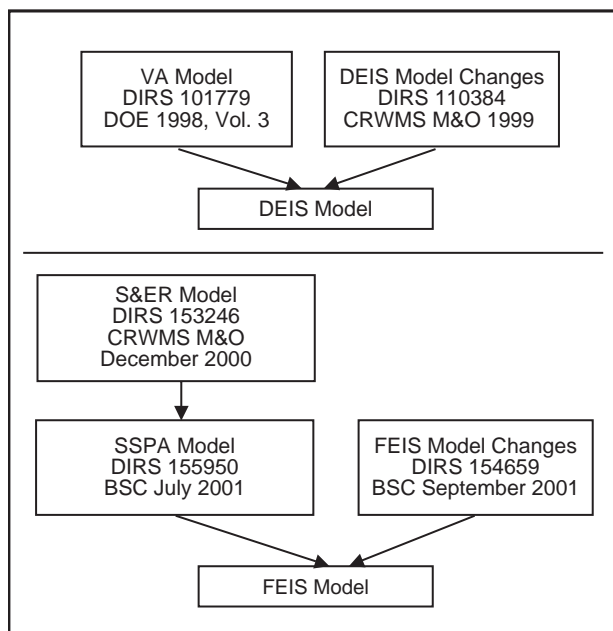 VA Model
DIRS 101779
DOE 1998, Vol. 3
DEIS Model Changes
DIRS 110384
CRWMS M&O 1999
DEIS Model
S&ER Model
DIRS 153246
CRWMS M&O
December 2000
SSPA Model
DIRS 155950
BSC July 2001
FEIS Model Changes
DIRS 154659
BSC September 2001
FEIS Model